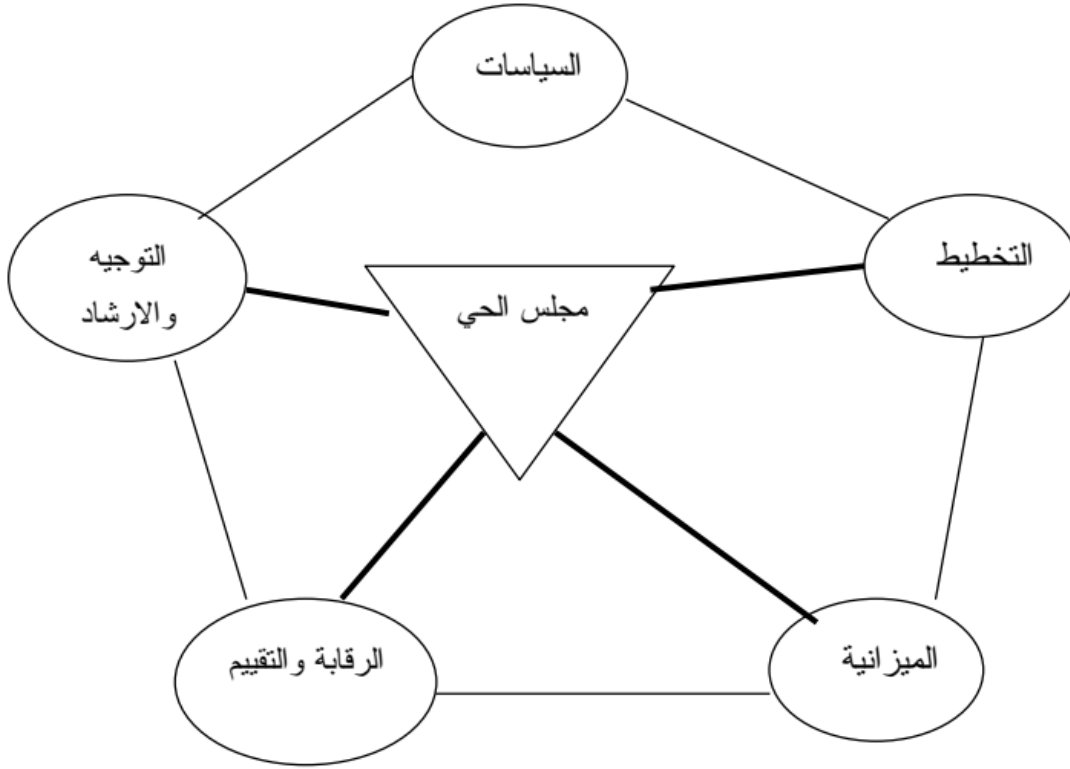 السياسات
التخطيط
التوجيه
والارشاد
مجلس الحي
الرقابة والتقييم
الميزانية